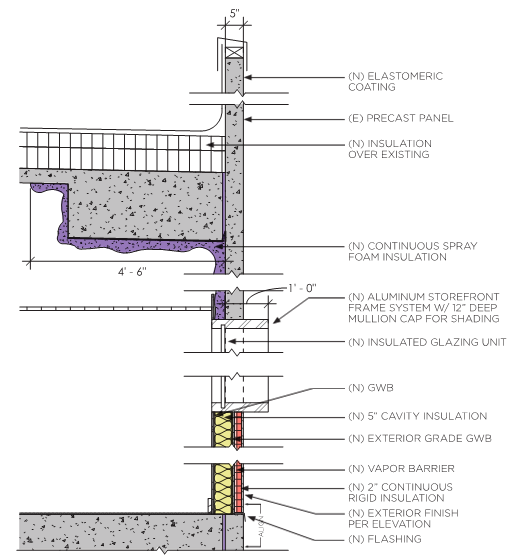 5"
(N) ELASTOMERIC
COATING
(E) PRECAST PANEL
(N) INSULATION
OVER EXISTING
(N) CONTINUOUS SPRAY
FOAM INSULATION
4' - 6"
1' - 0"
(N) ALUMINUM STOREFRONT
FRAME SYSTEM W/ 12" DEEP
MULLION CAP FOR SHADING
(N) INSULATED GLAZING UNIT
(N) GWB
(N) 5" CAVITY INSULATION
(N) EXTERIOR GRADE GWB
(N) VAPOR BARRIER
(N) 2" CONTINUOUS
RIGID INSULATION
(N) EXTERIOR FINISH
PER ELEVATION
(N) FLASHING
ALIGN